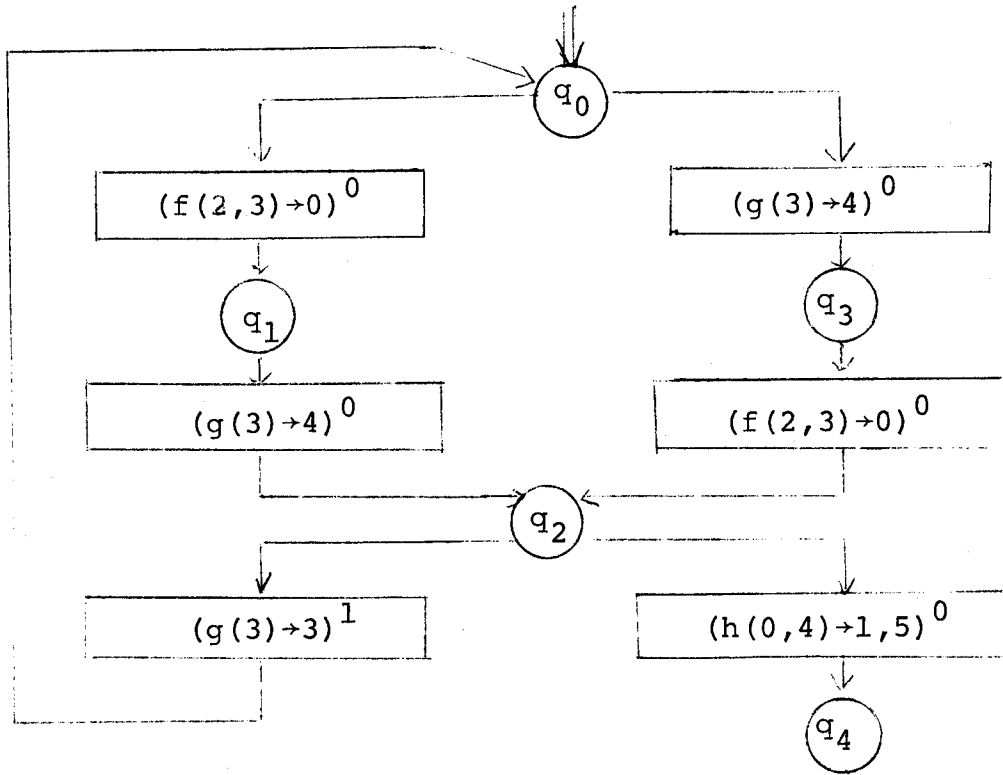 q0
(f(2,3)→0)^0 (g(3)→4)^0
q1 q3
(g(3)→4)^0 (f(2,3)→0)^0
q2
(g(3)→3)^1 (h(0,4)→1,5)^0
q4